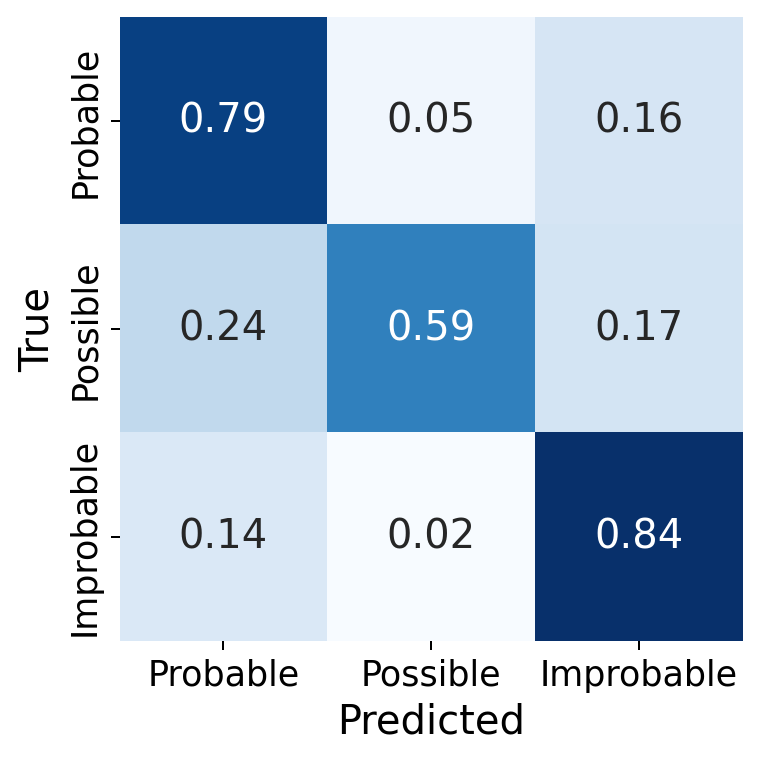 True
Probable
0.79 0.05 0.16
Possible
0.24 0.59 0.17
Improbable
0.14 0.02 0.84
Probable Possible Improbable
Predicted